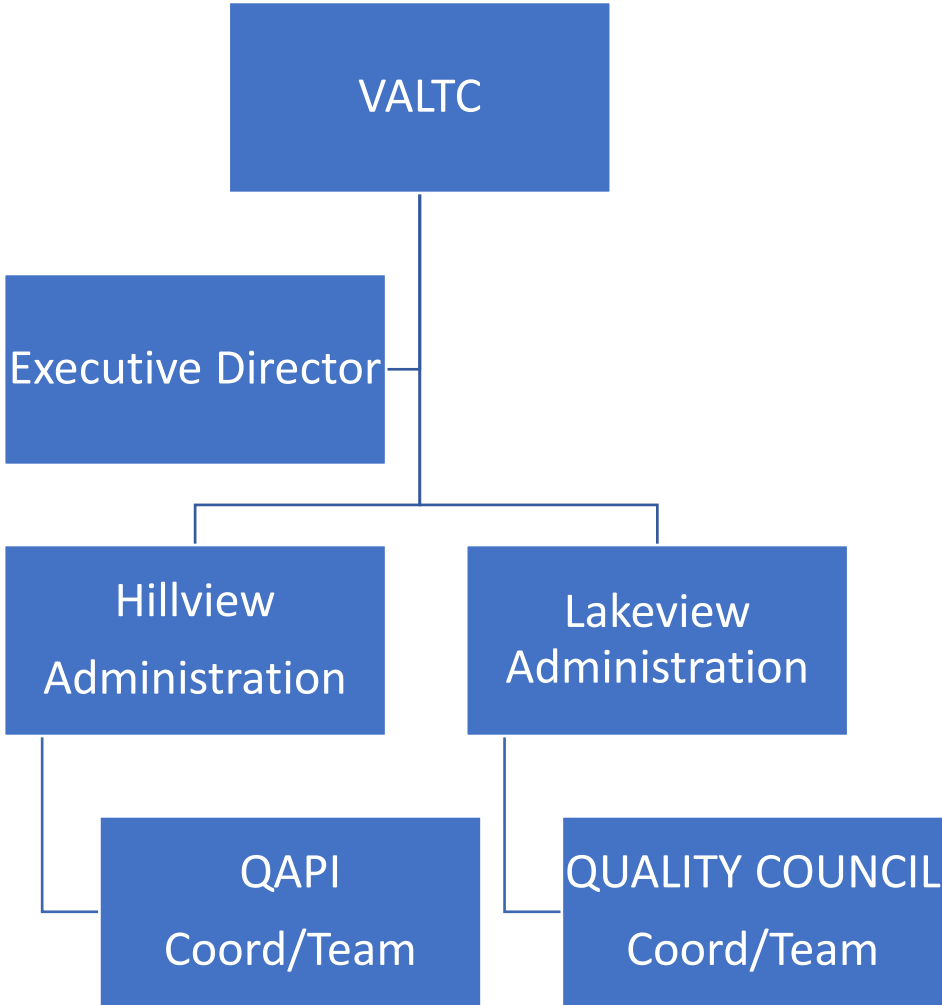 VALTC
Executive Director
Hillview
Administration
Lakeview
Administration
QAPI
Coord/Team
QUALITY COUNCIL
Coord/Team